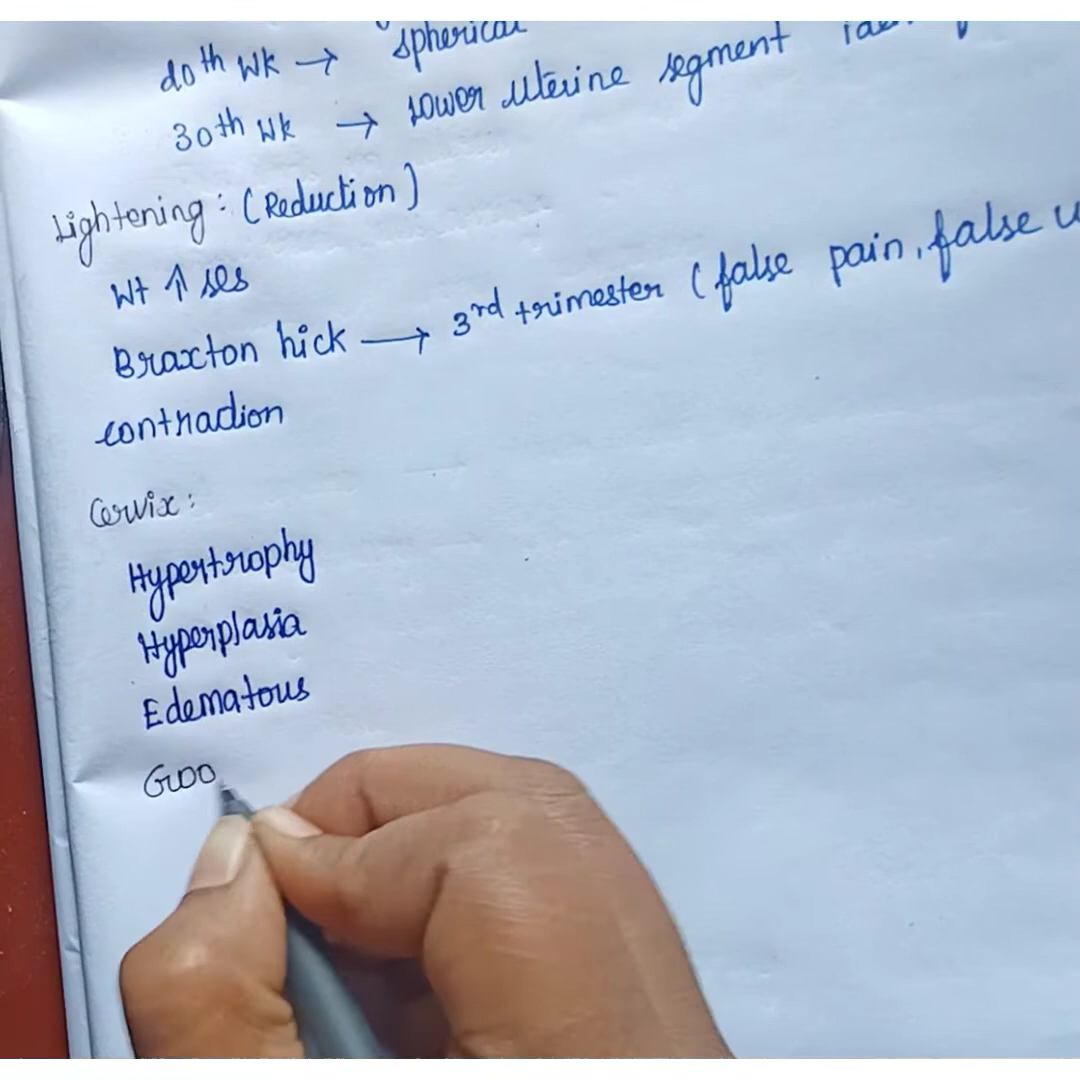 20th Wk → spherical
30th Wk → Lower uterine segment
Lightening : (Reduction)
Wt ↑ ses
Braxton hick → 3rd trimester (false pain, false
contraction
Cervix :
Hypertrophy
Hyperplasia
Edematous
Goo